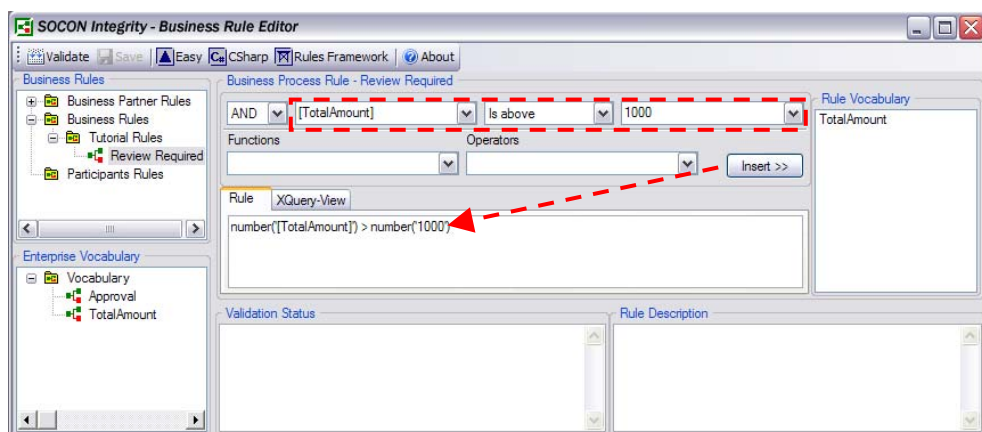 SOCON Integrity - Business Rule Editor
Validate Save Easy CSharp Rules Framework About
Business Rules
Business Partner Rules
Business Rules
Tutorial Rules
Review Required
Participants Rules
Enterprise Vocabulary
Vocabulary
Approval
TotalAmount
Business Process Rule - Review Required
AND [TotalAmount] Is above 1000
Functions Operators
Insert >>
Rule XQuery-View
number('[TotalAmount]') > number('1000')
Rule Vocabulary
TotalAmount
Validation Status
Rule Description